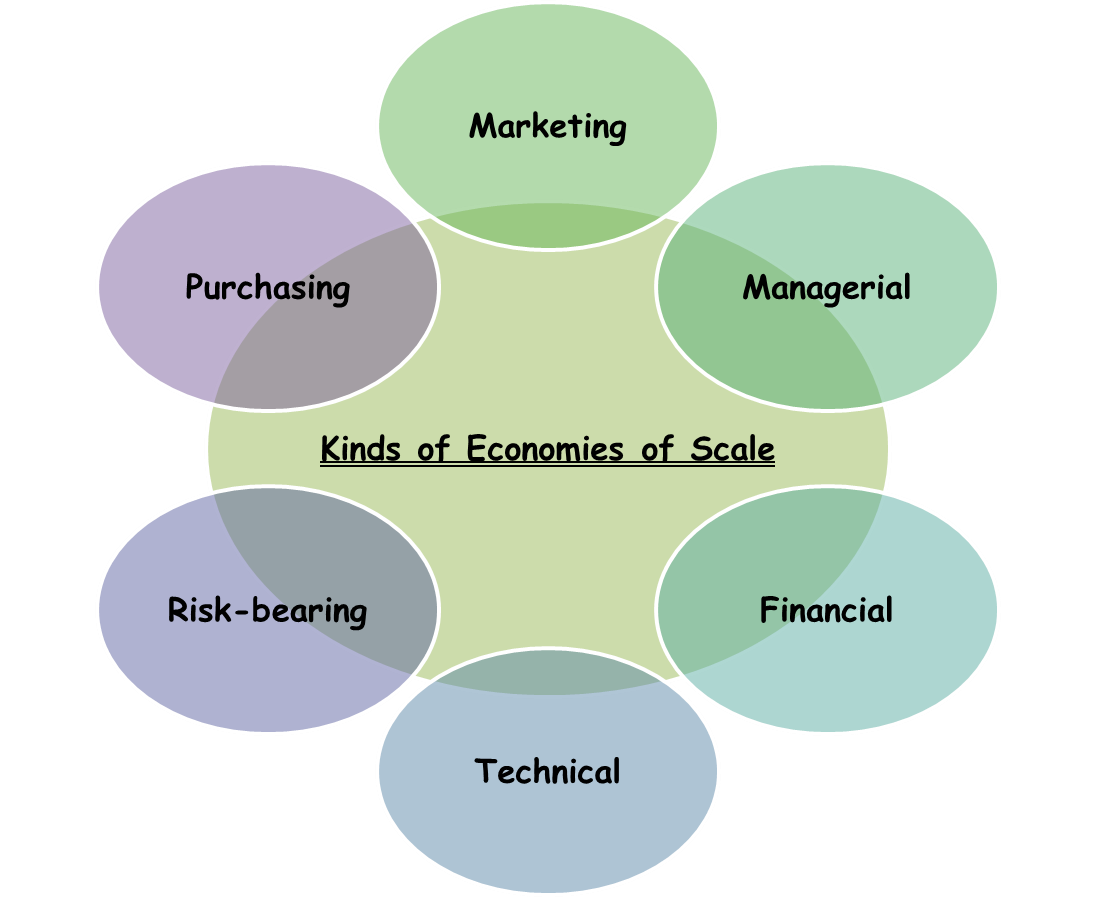 Marketing
Purchasing
Managerial
Kinds of Economies of Scale
Risk-bearing
Financial
Technical